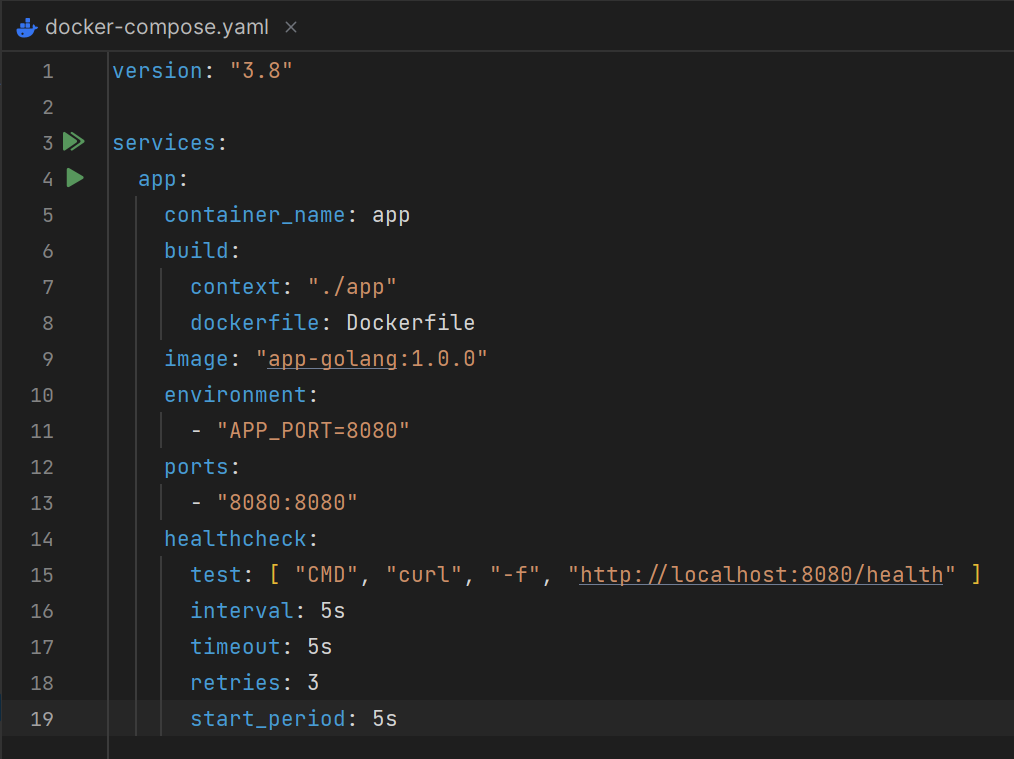 docker-compose.yaml
1 version: "3.8"
2
3 services:
4   app:
5     container_name: app
6     build:
7       context: "./app"
8       dockerfile: Dockerfile
9     image: "app-golang:1.0.0"
10     environment:
11       - "APP_PORT=8080"
12     ports:
13       - "8080:8080"
14     healthcheck:
15       test: [ "CMD", "curl", "-f", "http://localhost:8080/health" ]
16       interval: 5s
17       timeout: 5s
18       retries: 3
19       start_period: 5s